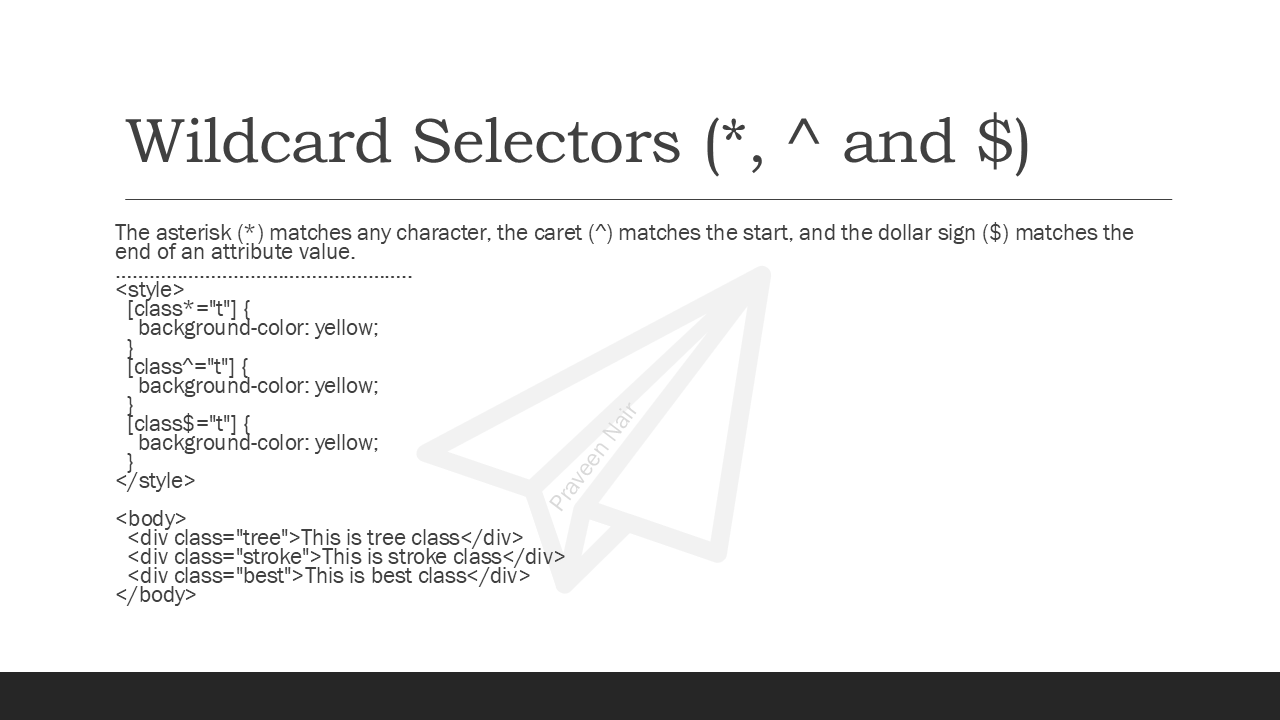 Wildcard Selectors (*, ^ and $)
The asterisk (*) matches any character, the caret (^) matches the start, and the dollar sign ($) matches the
end of an attribute value.
.................................................
<style>
  [class*="t"] {
    background-color: yellow;
  }
  [class^="t"] {
    background-color: yellow;
  }
  [class$="t"] {
    background-color: yellow;
  }
</style>

<body>
  <div class="tree">This is tree class</div>
  <div class="stroke">This is stroke class</div>
  <div class="best">This is best class</div>
</body>
Praveen Nair